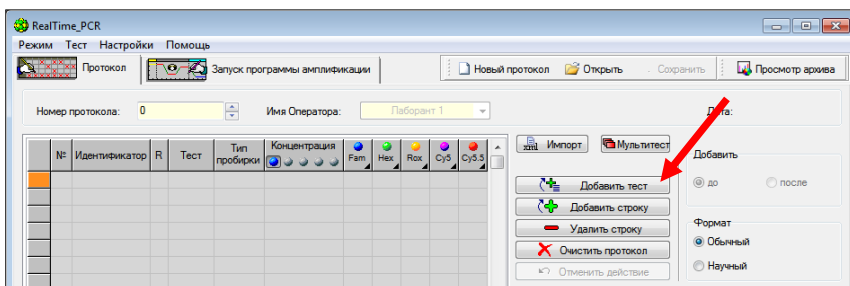 RealTime_PCR
Режим Тест Настройки Помощь
Протокол Запуск программы амплификации Новый протокол Открыть Сохранить Просмотр архива
Номер протокола: 0 Имя Оператора: Лаборант 1 Дата:
№ Идентификатор R Тест Тип пробирки Концентрация Fam Hex Rox Cy5 Cy5.5
Импорт Мультитест
Добавить
Добавить тест
до после
Добавить строку
Удалить строку
Формат
Обычный
Очистить протокол
Научный
Отменить действие